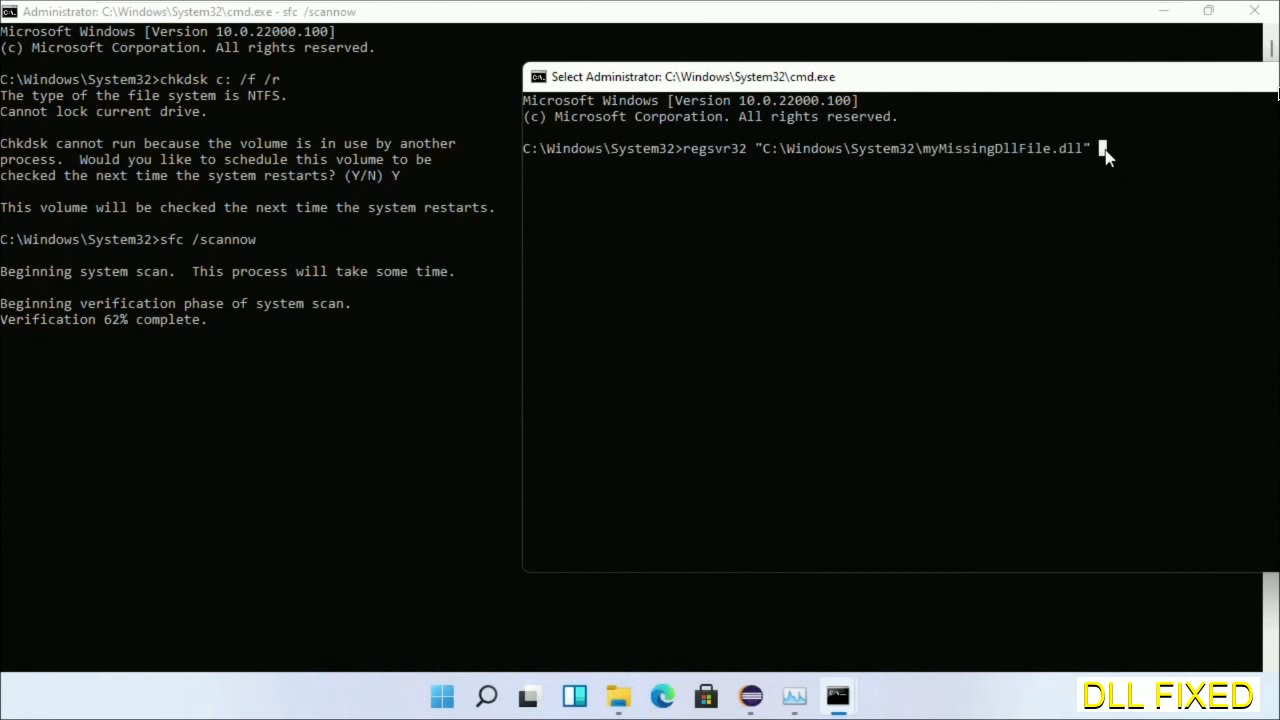 Administrator: C:\Windows\System32\cmd.exe - sfc /scannow
Microsoft Windows [Version 10.0.22000.100]
(c) Microsoft Corporation. All rights reserved.
C:\Windows\System32>chkdsk c: /f /r
The type of the file system is NTFS.
Cannot lock current drive.
Chkdsk cannot run because the volume is in use by another
process.  Would you like to schedule this volume to be
checked the next time the system restarts? (Y/N) Y
This volume will be checked the next time the system restarts.
C:\Windows\System32>sfc /scannow
Beginning system scan.  This process will take some time.
Beginning verification phase of system scan.
Verification 62% complete.
Select Administrator: C:\Windows\System32\cmd.exe
Microsoft Windows [Version 10.0.22000.100]
(c) Microsoft Corporation. All rights reserved.
C:\Windows\System32>regsvr32 "C:\Windows\System32\myMissingDllFile.dll"
DLL FIXED